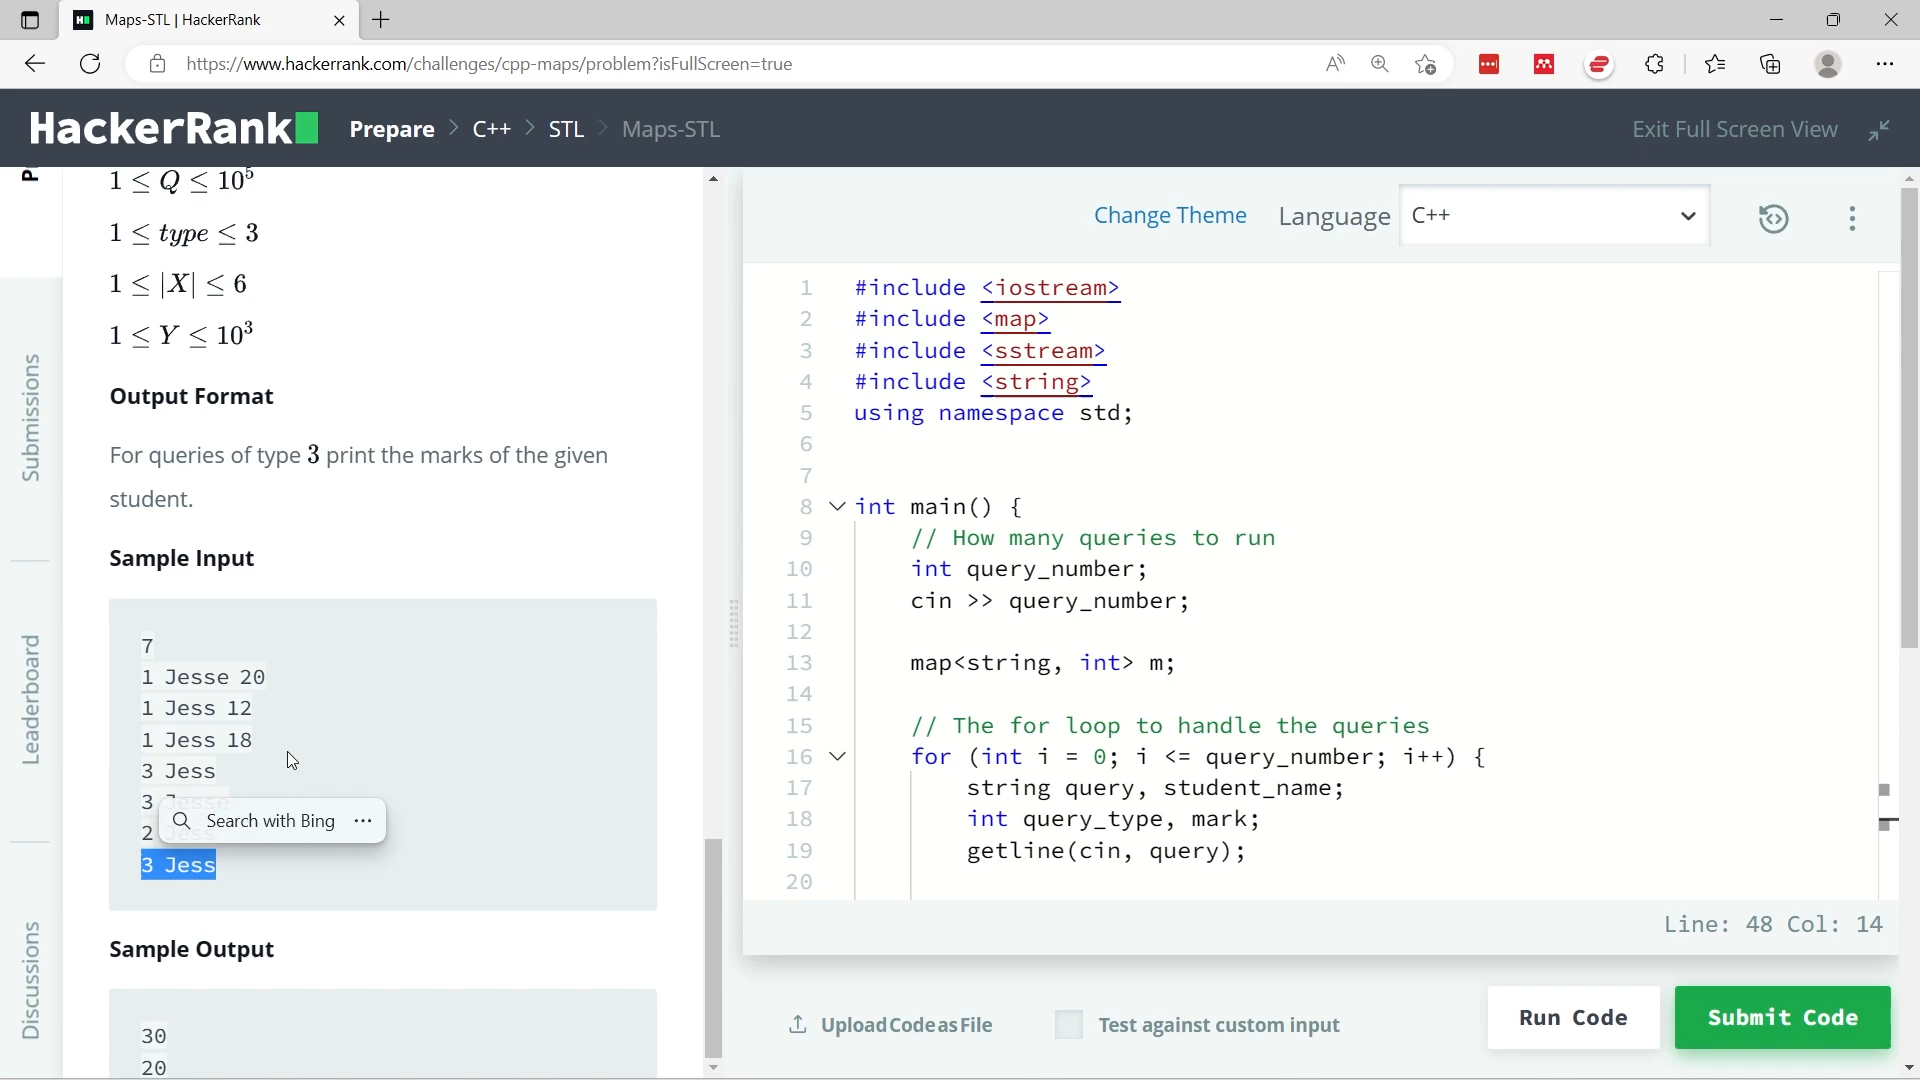 Maps-STL | HackerRank
https://www.hackerrank.com/challenges/cpp-maps/problem?isFullScreen=true
HackerRank
Prepare > C++ > STL > Maps-STL
Exit Full Screen View
Submissions
Leaderboard
Discussions
1 ≤ Q ≤ 10⁵
1 ≤ type ≤ 3
1 ≤ |X| ≤ 6
1 ≤ Y ≤ 10³
Output Format
For queries of type 3 print the marks of the given
student.
Sample Input
7
1 Jesse 20
1 Jess 12
1 Jess 18
3 Jess
3 Jesse
2 Jess
Search with Bing ···
3 Jess
Sample Output
30
20
Change Theme
Language
C++
1 #include <iostream>
2 #include <map>
3 #include <sstream>
4 #include <string>
5 using namespace std;
6
7
8 int main() {
9 // How many queries to run
10 int query_number;
11 cin >> query_number;
12
13 map<string, int> m;
14
15 // The for loop to handle the queries
16 for (int i = 0; i <= query_number; i++) {
17 string query, student_name;
18 int query_type, mark;
19 getline(cin, query);
20
Line: 48 Col: 14
Upload Code as File
Test against custom input
Run Code
Submit Code